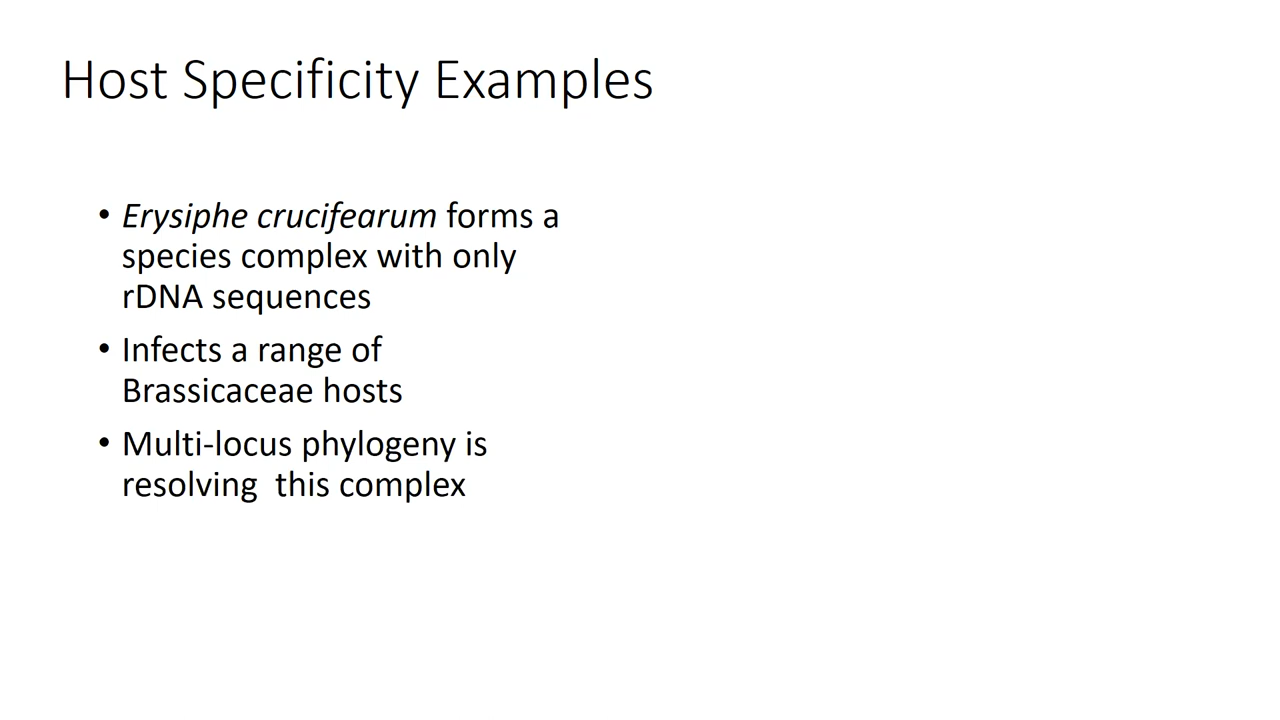 Host Specificity Examples
• Erysiphe crucifearum forms a
species complex with only
rDNA sequences
• Infects a range of
Brassicaceae hosts
• Multi-locus phylogeny is
resolving  this complex